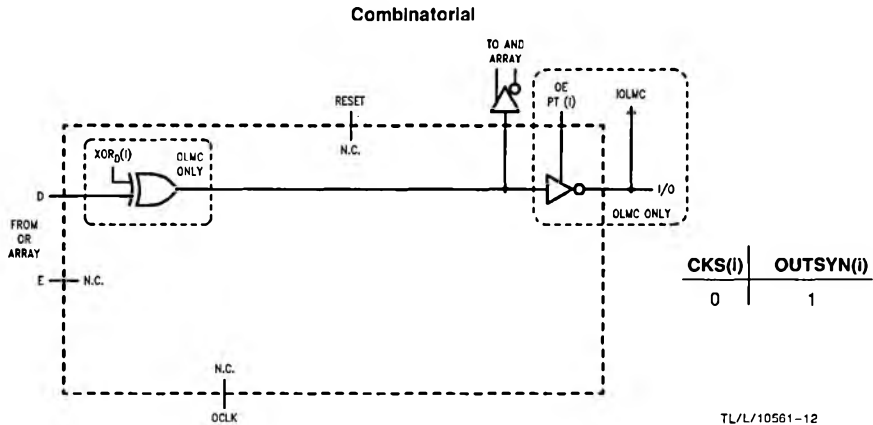 Combinatorial
TO AND
ARRAY
OE
PT (I)
IOLMC
RESET
N.C.
XOR_D(I)
OLMC
ONLY
D
I/O
OLMC ONLY
FROM
OR
ARRAY
E
N.C.
CKS(i) OUTSYN(i)
0 1
N.C.
OCLK
TL/L/10561-12